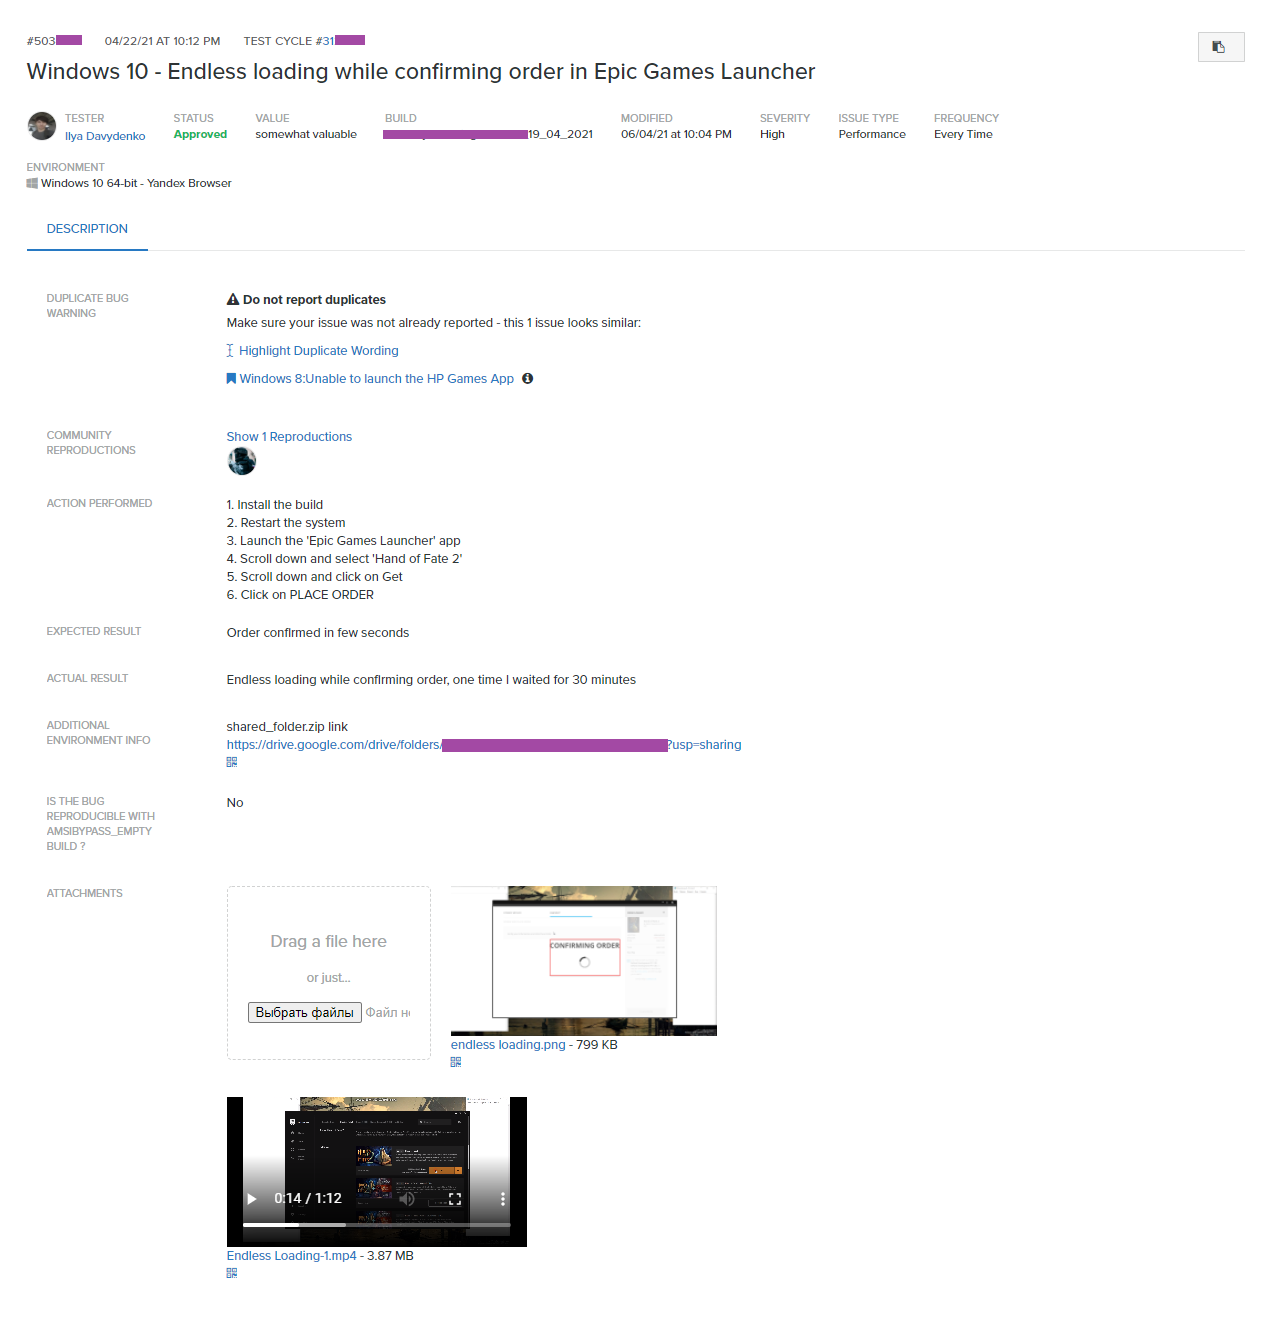 #503 04/22/21 AT 10:12 PM TEST CYCLE #31
Windows 10 - Endless loading while confirming order in Epic Games Launcher
TESTER STATUS VALUE BUILD MODIFIED SEVERITY ISSUE TYPE FREQUENCY
Ilya Davydenko Approved somewhat valuable 19_04_2021 06/04/21 at 10:04 PM High Performance Every Time
ENVIRONMENT
Windows 10 64-bit - Yandex Browser
DESCRIPTION
DUPLICATE BUG
WARNING
Do not report duplicates
Make sure your issue was not already reported - this 1 issue looks similar:
Highlight Duplicate Wording
Windows 8:Unable to launch the HP Games App
COMMUNITY
REPRODUCTIONS
Show 1 Reproductions
ACTION PERFORMED
1. Install the build
2. Restart the system
3. Launch the 'Epic Games Launcher' app
4. Scroll down and select 'Hand of Fate 2'
5. Scroll down and click on Get
6. Click on PLACE ORDER
EXPECTED RESULT
Order confirmed in few seconds
ACTUAL RESULT
Endless loading while confirming order, one time I waited for 30 minutes
ADDITIONAL
ENVIRONMENT INFO
shared_folder.zip link
https://drive.google.com/drive/folders/ ?usp=sharing
IS THE BUG
REPRODUCIBLE WITH
AMSIBYPASS_EMPTY
BUILD ?
No
ATTACHMENTS
Drag a file here
or just...
Выбрать файлы Файл не
CONFIRMING ORDER
endless loading.png - 799 KB
0:14 / 1:12
Endless Loading-1.mp4 - 3.87 MB